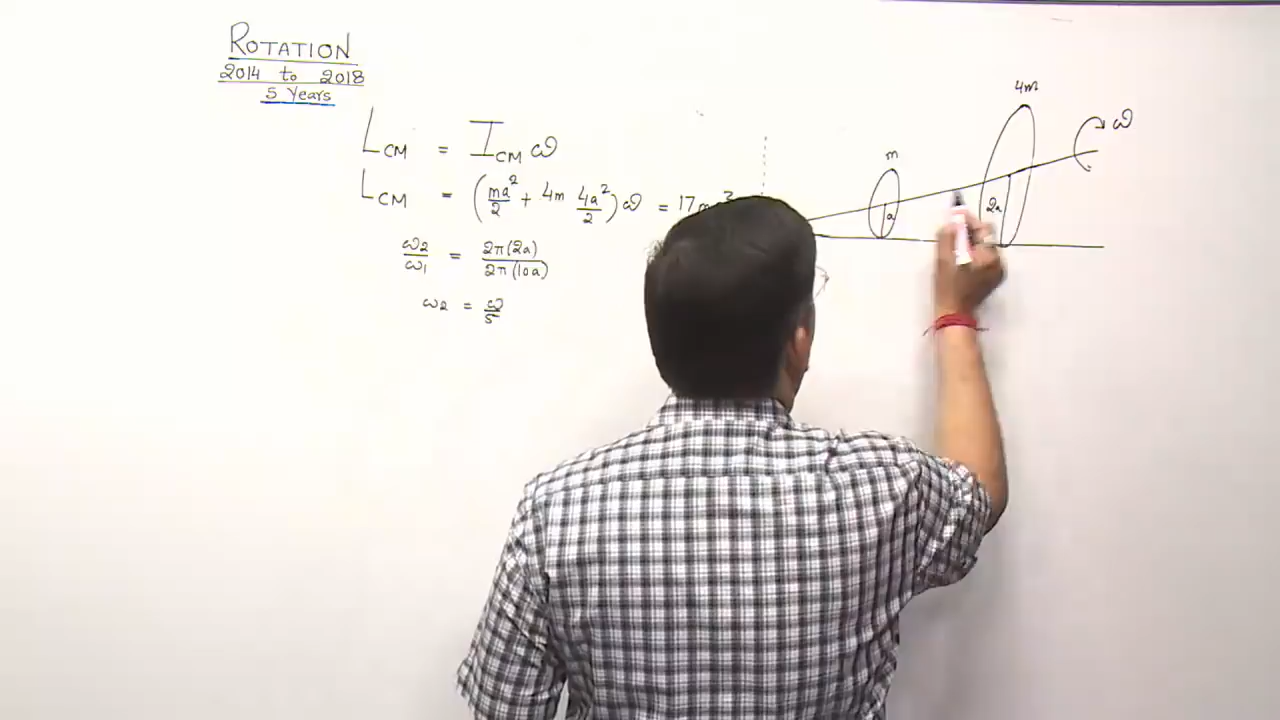 ROTATION
2014 to 2018
5 Years
L_CM = I_CM ω
L_CM = (ma²/2 + 4m 4a²/2) ω = 17m
ω2/ω1 = 2π(2a)/2π(10a)
ω2 = ω/5
4m
ω
m
a
2a